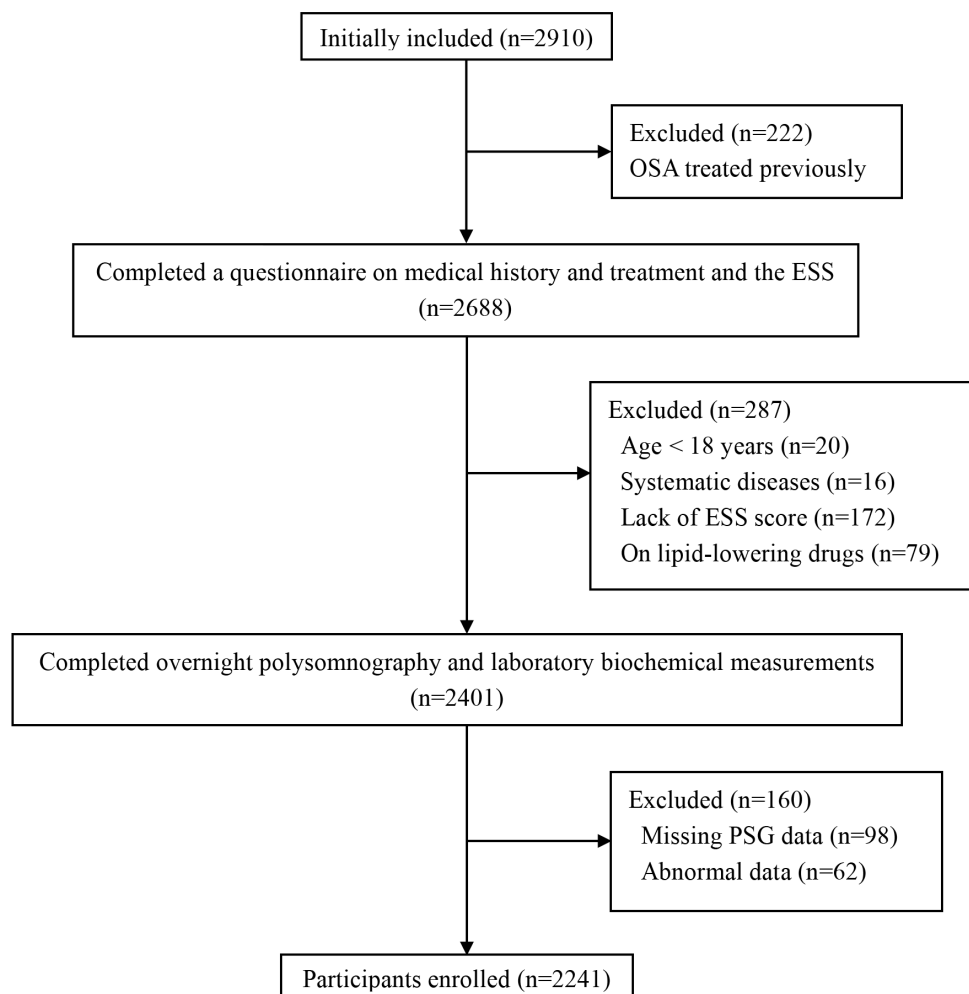 Initially included (n=2910)
Excluded (n=222)
OSA treated previously
Completed a questionnaire on medical history and treatment and the ESS
(n=2688)
Excluded (n=287)
Age < 18 years (n=20)
Systematic diseases (n=16)
Lack of ESS score (n=172)
On lipid-lowering drugs (n=79)
Completed overnight polysomnography and laboratory biochemical measurements
(n=2401)
Excluded (n=160)
Missing PSG data (n=98)
Abnormal data (n=62)
Participants enrolled (n=2241)